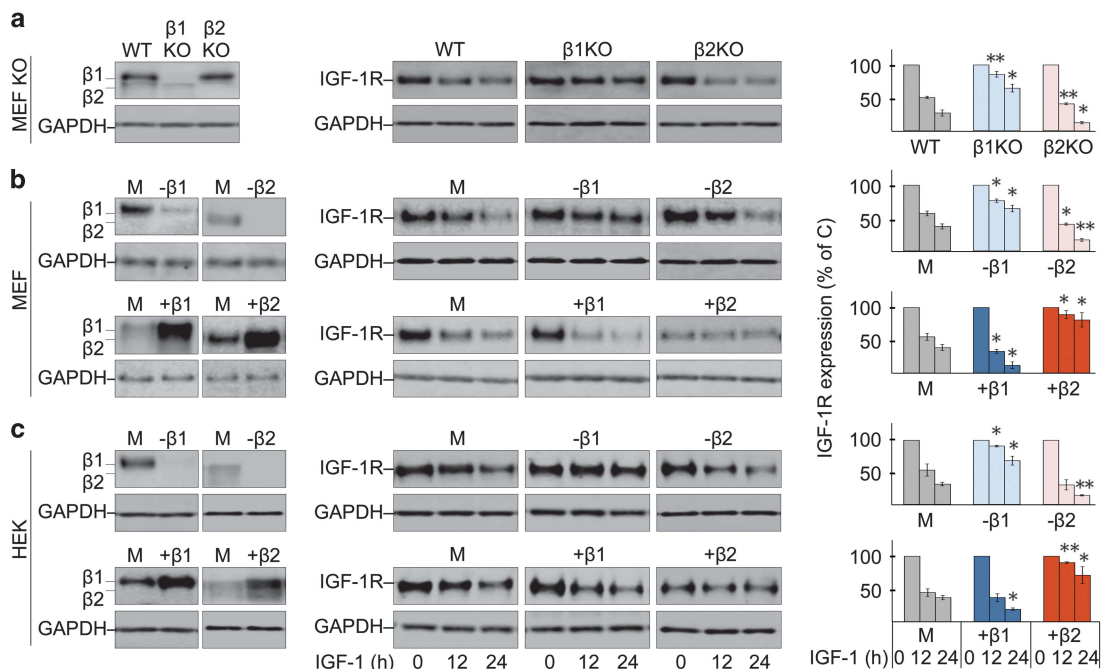 a
MEF KO
WT β1 KO β2 KO
β1
β2
GAPDH
WT β1KO β2KO
IGF-1R
GAPDH
100
50
WT β1KO β2KO
** * ** *
b
MEF
M -β1 M -β2
β1
β2
GAPDH
M -β1 -β2
IGF-1R
GAPDH
100
50
M -β1 -β2
* * * **
M +β1 M +β2
β1
β2
GAPDH
M +β1 +β2
IGF-1R
GAPDH
100
50
M +β1 +β2
* * * *
c
HEK
M -β1 M -β2
β1
β2
GAPDH
M -β1 -β2
IGF-1R
GAPDH
100
50
M -β1 -β2
* * **
M +β1 M +β2
β1
β2
GAPDH
M +β1 +β2
IGF-1R
GAPDH
IGF-1 (h) 0 12 24 0 12 24 0 12 24
100
50
* ** *
M +β1 +β2
IGF-1 (h) 0 12 24 0 12 24 0 12 24
IGF-1R expression (% of C)